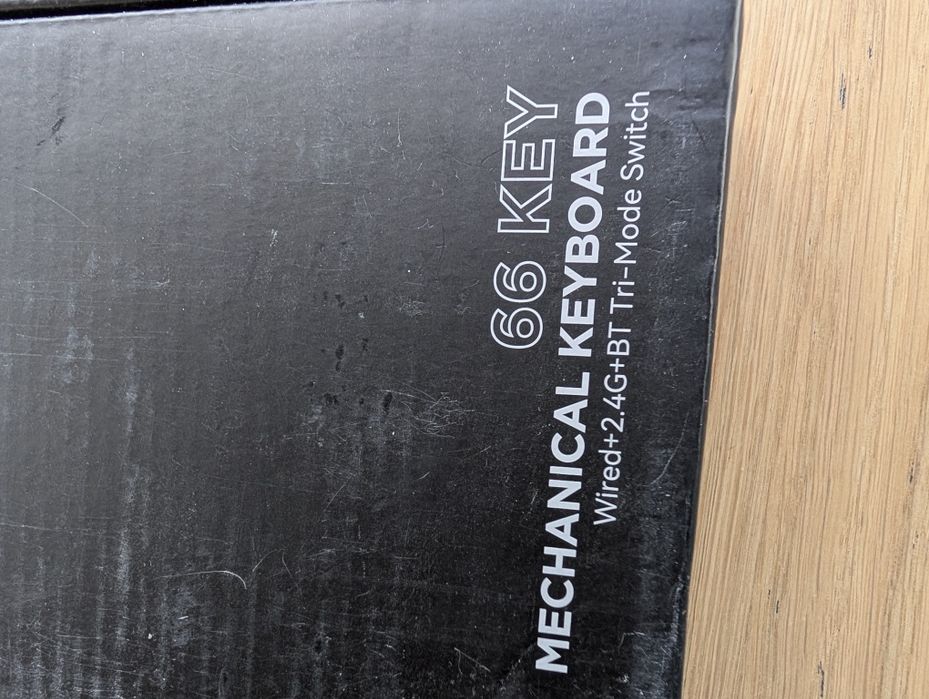 66 KEY
MECHANICAL KEYBOARD
Wired+2.4G+BT Tri-Mode Switch